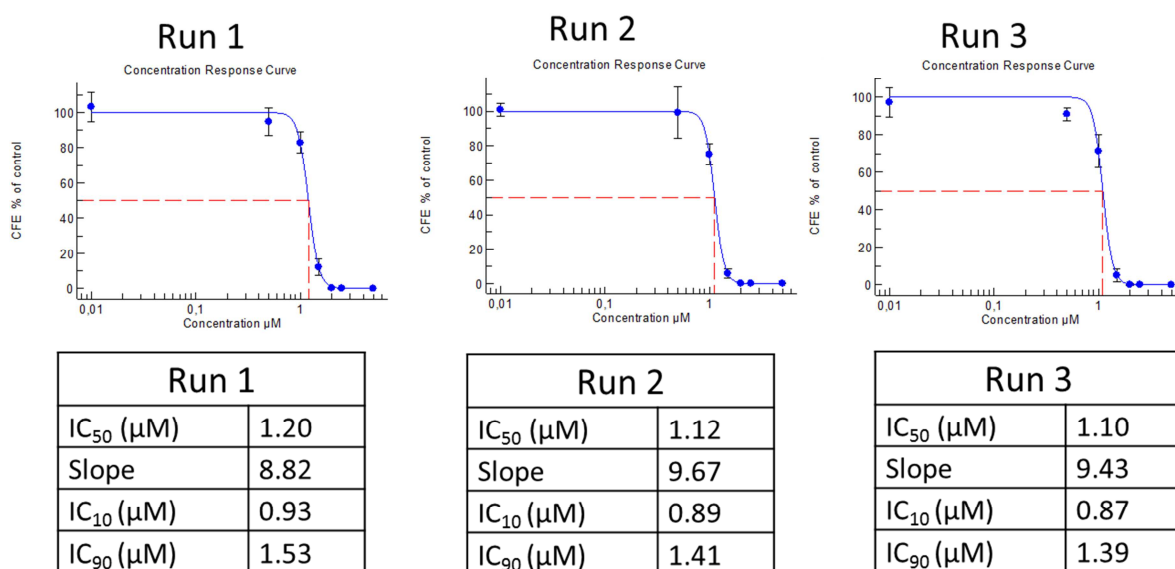 Run 1
Concentration Response Curve
CFE % of control
100
80
60
40
20
0
0,01
0,1
1
Concentration µM
Run 2
Concentration Response Curve
CFE % of control
100
80
60
40
20
0
0,01
0,1
1
Concentration µM
Run 3
Concentration Response Curve
CFE % of control
100
80
60
40
20
0
0,01
0,1
1
Concentration µM
Run 1
IC50 (µM) 1.20
Slope 8.82
IC10 (µM) 0.93
IC90 (µM) 1.53
Run 2
IC50 (µM) 1.12
Slope 9.67
IC10 (µM) 0.89
IC90 (µM) 1.41
Run 3
IC50 (µM) 1.10
Slope 9.43
IC10 (µM) 0.87
IC90 (µM) 1.39